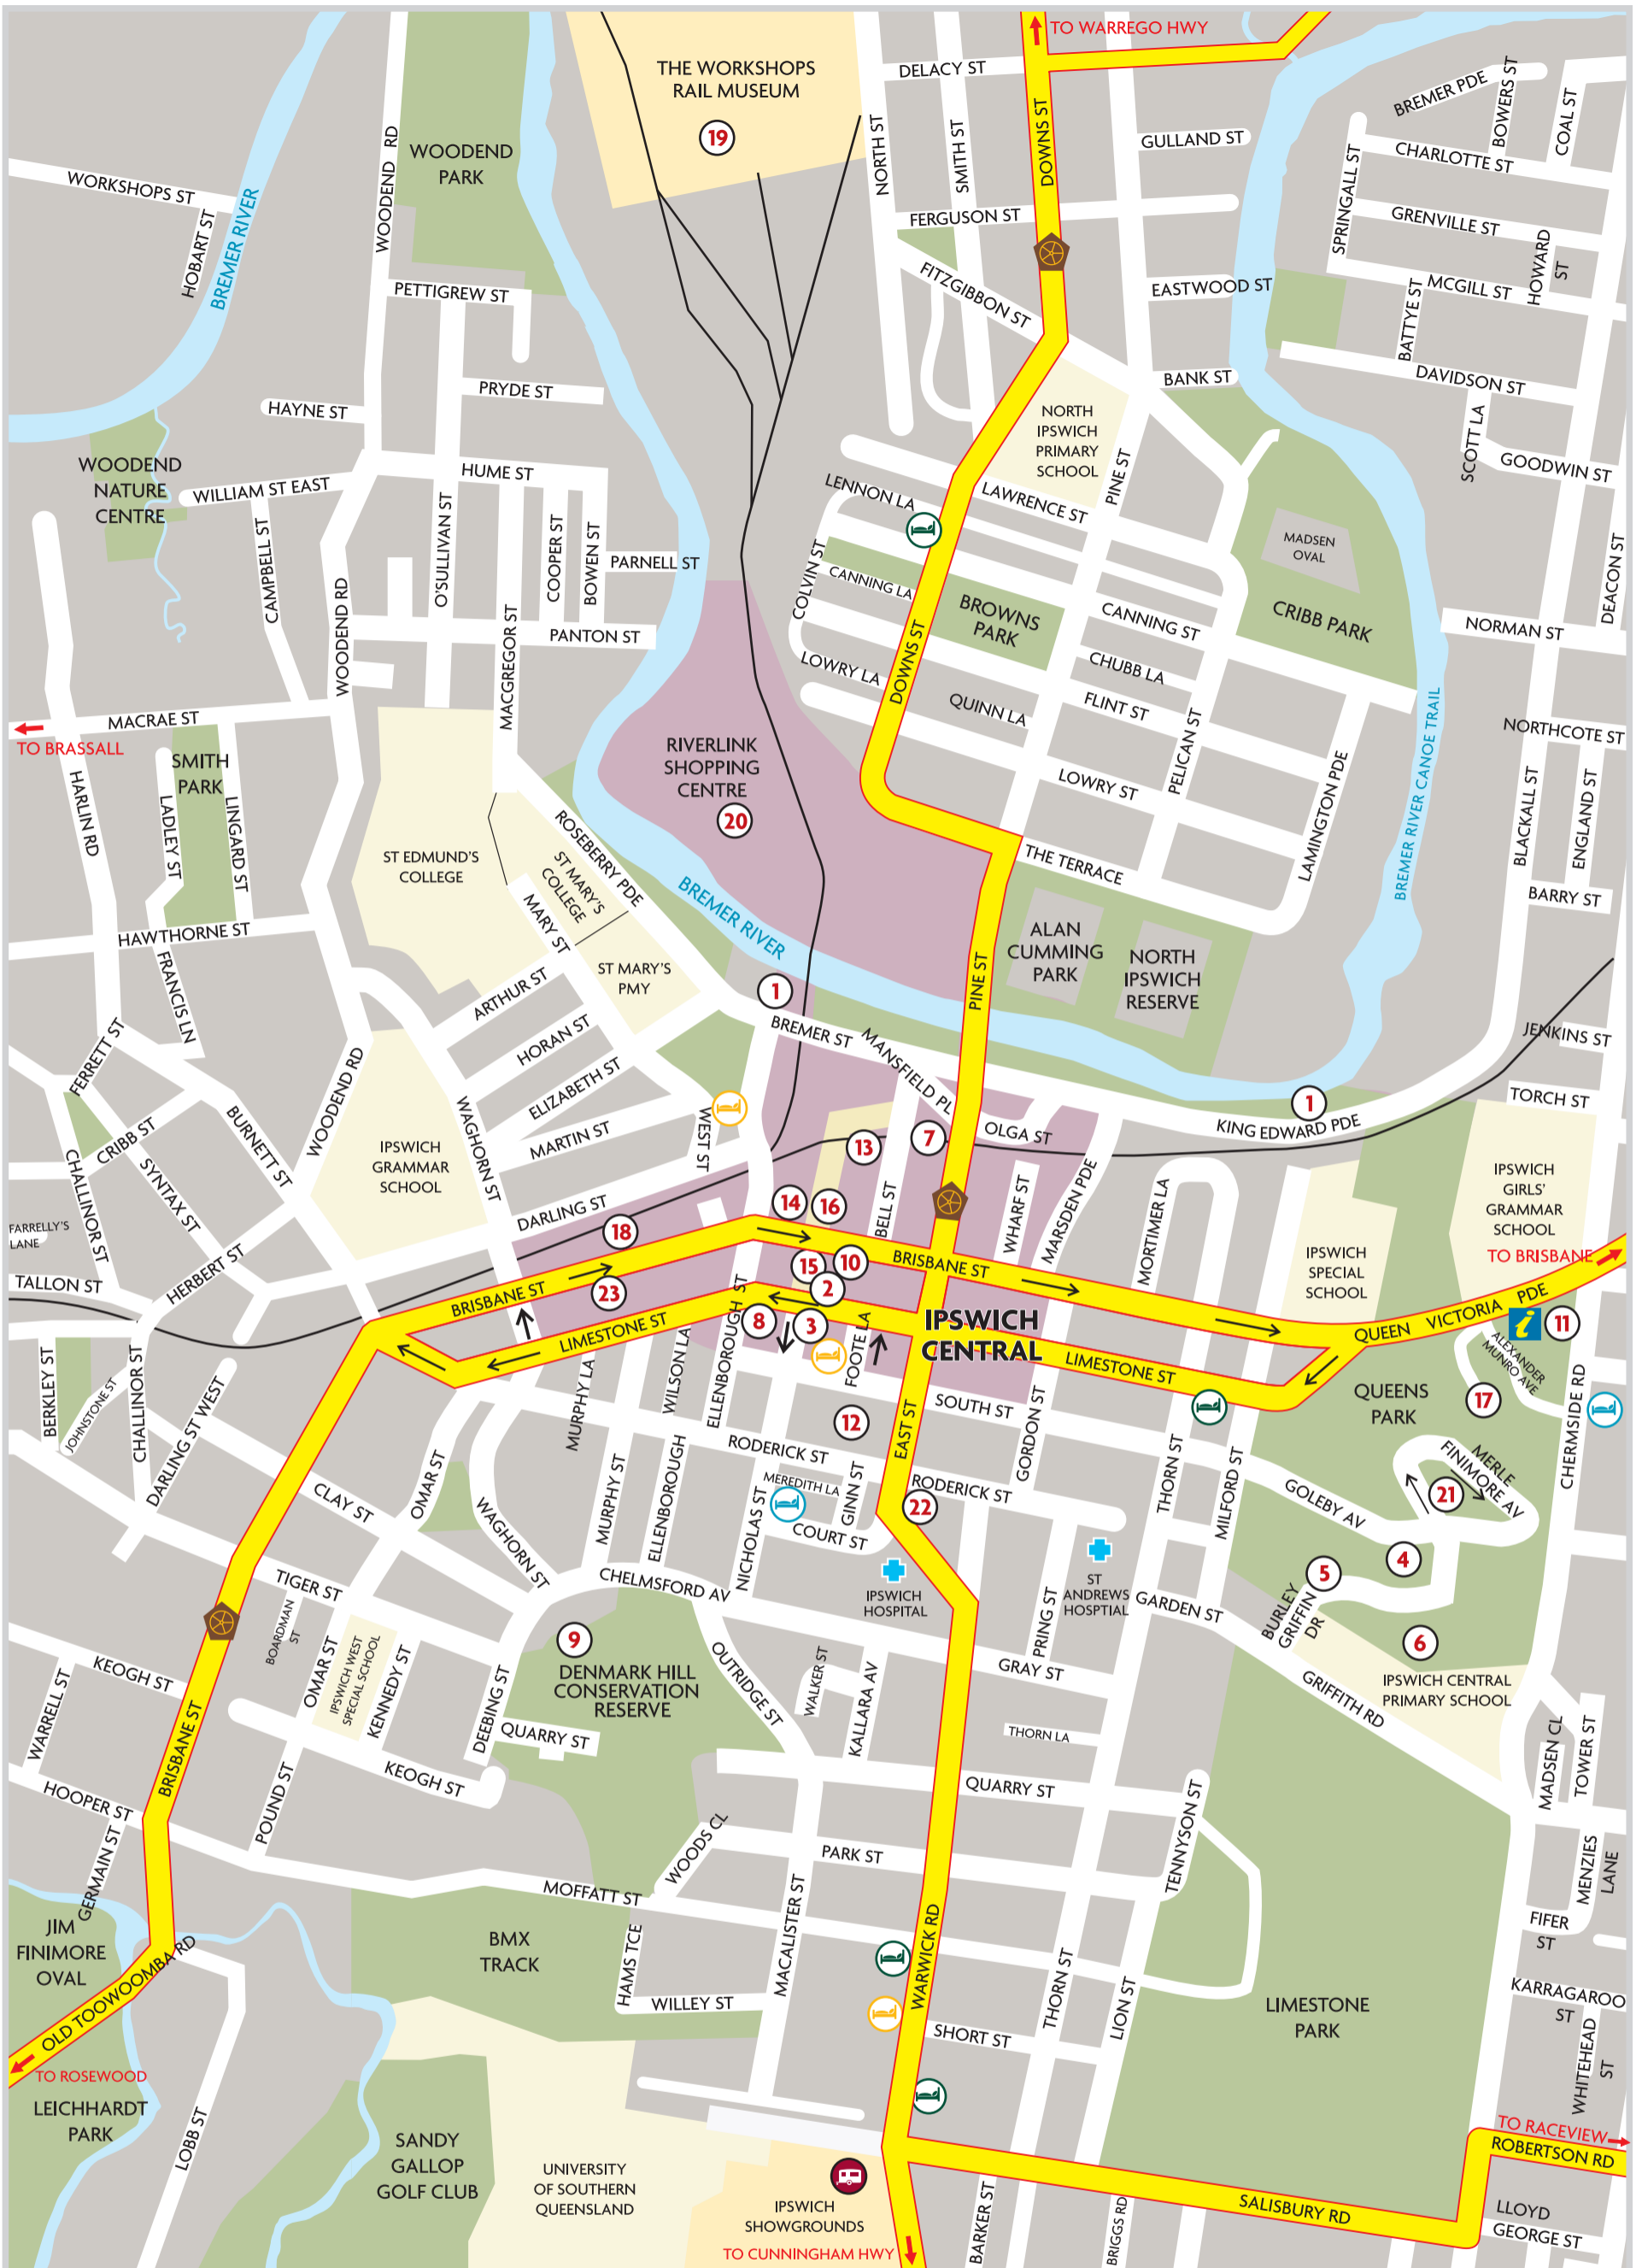 TO WARREGO HWY
THE WORKSHOPS
RAIL MUSEUM
19
DELACY ST
NORTH ST
SMITH ST
DOWNS ST
GULLAND ST
BREMER PDE
BOWERS ST
COAL ST
CHARLOTTE ST
SPRINGALL ST
GRENVILLE ST
HOWARD
ST
MCGILL ST
BATTYE ST
DAVIDSON ST
SCOTT LA
GOODWIN ST
WORKSHOPS ST
HOBART ST
BREMER RIVER
WOODEND RD
WOODEND
PARK
FERGUSON ST
FITZGIBBON ST
EASTWOOD ST
BANK ST
PETTIGREW ST
PRYDE ST
HAYNE ST
WOODEND
NATURE
CENTRE
WILLIAM ST EAST
HUME ST
CAMPBELL ST
WOODEND RD
O'SULLIVAN ST
MACGREGOR ST
COOPER ST
BOWEN ST
PARNELL ST
PANTON ST
NORTH
IPSWICH
PRIMARY
SCHOOL
PINE ST
LENNON LA
LAWRENCE ST
COLVIN ST
CANNING LA
BROWNS
PARK
CANNING ST
CHUBB LA
FLINT ST
LOWRY LA
QUINN LA
DOWNS ST
LOWRY ST
PELICAN ST
LAMINGTON PDE
THE TERRACE
MADSEN
OVAL
CRIBB PARK
DEACON ST
NORMAN ST
NORTHCOTE ST
BREMER RIVER CANOE TRAIL
BLACKALL ST
ENGLAND ST
BARRY ST
MACRAE ST
TO BRASSALL
SMITH
PARK
HARLIN RD
LADLEY ST
LINGARD ST
HAWTHORNE ST
FRANCIS LN
ST EDMUND'S
COLLEGE
ST MARY'S
COLLEGE
ROSEBERRY PDE
MARY ST
ST MARY'S
PMY
RIVERLINK
SHOPPING
CENTRE
20
BREMER RIVER
ALAN
CUMMING
PARK
NORTH
IPSWICH
RESERVE
PINE ST
ARTHUR ST
HORAN ST
ELIZABETH ST
MARTIN ST
WAGHORN ST
WEST ST
1
BREMER ST
MANSFIELD PL
OLGA ST
1
KING EDWARD PDE
JENKINS ST
TORCH ST
FERRETT ST
CRIBB ST
CHALLINOR ST
SYNTAX ST
BURNETT ST
WOODEND RD
IPSWICH
GRAMMAR
SCHOOL
FARRELLY'S
LANE
TALLON ST
HERBERT ST
DARLING ST
18
13
7
14
16
BELL ST
WHARF ST
MARSDEN PDE
MORTIMER LA
IPSWICH
SPECIAL
SCHOOL
IPSWICH
GIRLS'
GRAMMAR
SCHOOL
TO BRISBANE
BRISBANE ST
23
15
10
2
BRISBANE ST
QUEEN VICTORIA PDE
11
LIMESTONE ST
8
3
FOOTE LA
IPSWICH
CENTRAL
LIMESTONE ST
ALEXANDER
MUNRO AVE
QUEENS
PARK
17
CHERMSIDE RD
BERKLEY ST
JOHNSTONE ST
CHALLINOR ST
DARLING ST WEST
CLAY ST
OMAR ST
WAGHORN ST
MURPHY LA
MURPHY ST
WILSON LA
ELLENBOROUGH ST
ELLENBOROUGH
12
EAST ST
SOUTH ST
GORDON ST
RODERICK ST
MEREDITH LA
NICHOLAS ST
GINN ST
COURT ST
RODERICK ST
22
THORN ST
MILFORD ST
GOLEBY AV
MERLE
FINIMORE AV
21
4
5
BURLEY
GRIFFIN
DR
6
IPSWICH CENTRAL
PRIMARY SCHOOL
IPSWICH
HOSPITAL
ST
ANDREWS
HOSPTIAL
GARDEN ST
CHELMSFORD AV
TIGER ST
BOARDMAN
ST
OMAR ST
IPSWICH WEST
SPECIAL SCHOOL
KENNEDY ST
DEEBING ST
9
DENMARK HILL
CONSERVATION
RESERVE
OUTRIDGE ST
WALKER ST
KALLARA AV
PRING ST
GRAY ST
THORN LA
GRIFFITH RD
KEOGH ST
WARRELL ST
BRISBANE ST
QUARRY ST
KEOGH ST
POUND ST
HOOPER ST
GERMAIN ST
QUARRY ST
PARK ST
WOODS CL
MOFFATT ST
TENNYSON ST
MADSEN CL
TOWER ST
MENZIES
LANE
FIFER
ST
KARRAGAROO
ST
WHITEHEAD
ST
JIM
FINIMORE
OVAL
BMX
TRACK
HAMS TCE
WILLEY ST
MACALISTER ST
WARWICK RD
SHORT ST
THORN ST
LION ST
LIMESTONE
PARK
OLD TOOWOOMBA RD
TO ROSEWOOD
LEICHHARDT
PARK
LOBB ST
SANDY
GALLOP
GOLF CLUB
UNIVERSITY
OF SOUTHERN
QUEENSLAND
IPSWICH
SHOWGROUNDS
TO CUNNINGHAM HWY
BARKER ST
BRIGGS RD
SALISBURY RD
TO RACEVIEW
ROBERTSON RD
LLOYD
GEORGE ST